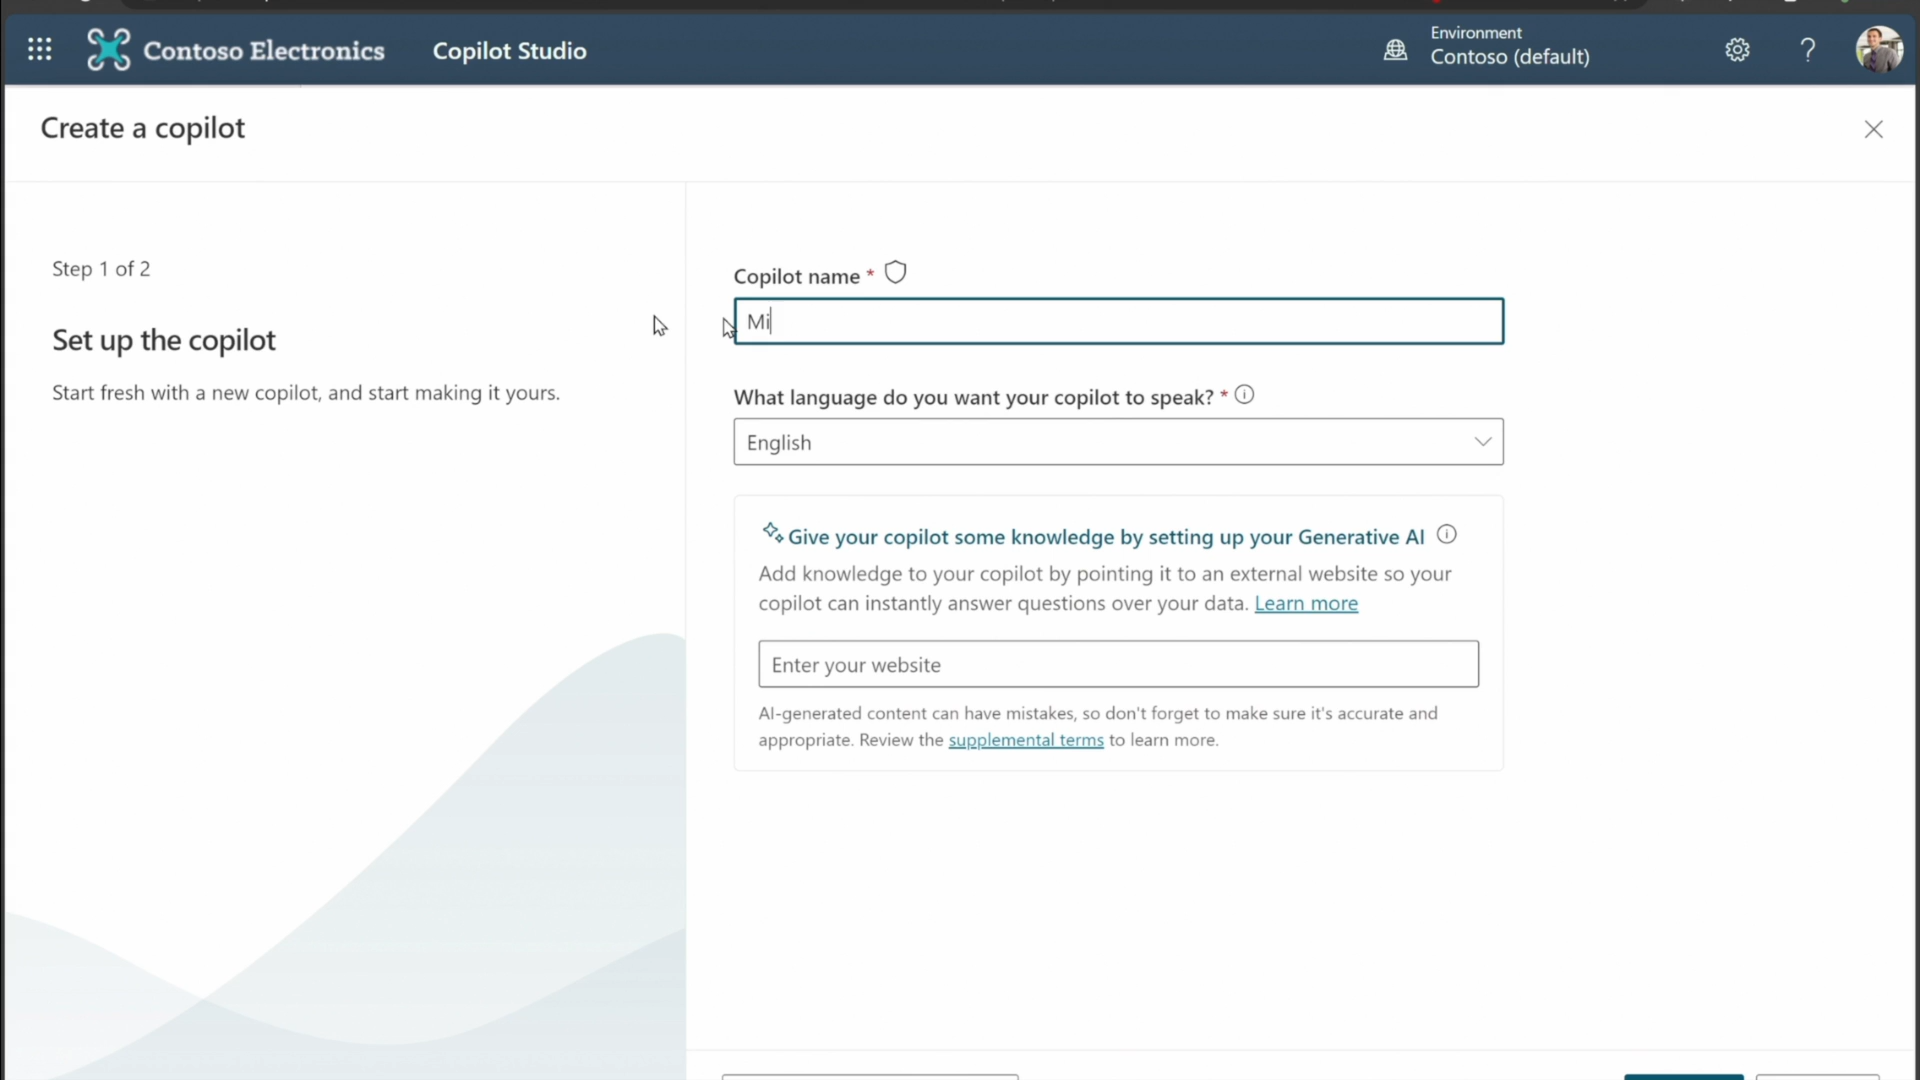 Contoso Electronics
Copilot Studio
Environment
Contoso (default)
?
Create a copilot
Step 1 of 2
Set up the copilot
Start fresh with a new copilot, and start making it yours.
Copilot name *
Mi
What language do you want your copilot to speak? *
English
Give your copilot some knowledge by setting up your Generative AI
Add knowledge to your copilot by pointing it to an external website so your
copilot can instantly answer questions over your data. Learn more
Enter your website
AI-generated content can have mistakes, so don't forget to make sure it's accurate and
appropriate. Review the supplemental terms to learn more.